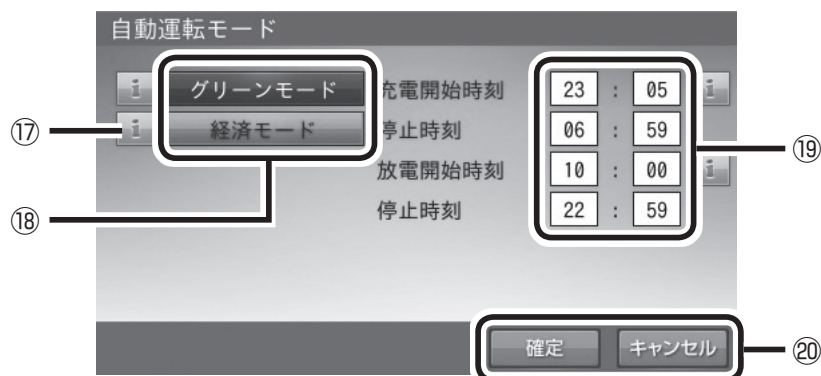 自動運転モード
i グリーンモード 充電開始時刻 23 : 05 i
⑰ i 経済モード 停止時刻 06 : 59 ⑲
放電開始時刻 10 : 00 i
⑱ 停止時刻 22 : 59
確定 キャンセル ⑳